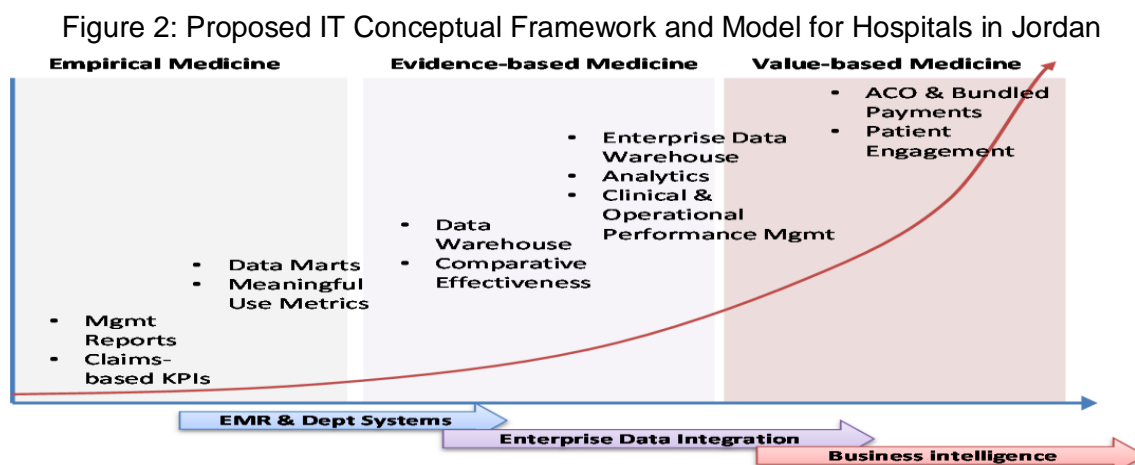 Figure 2: Proposed IT Conceptual Framework and Model for Hospitals in Jordan
Empirical Medicine
Evidence-based Medicine
Value-based Medicine
• Mgmt
Reports
• Claims-
based KPIs
• Data Marts
• Meaningful
Use Metrics
• Data
Warehouse
• Comparative
Effectiveness
• Enterprise Data
Warehouse
• Analytics
• Clinical &
Operational
Performance Mgmt
• ACO & Bundled
Payments
• Patient
Engagement
EMR & Dept Systems
Enterprise Data Integration
Business intelligence